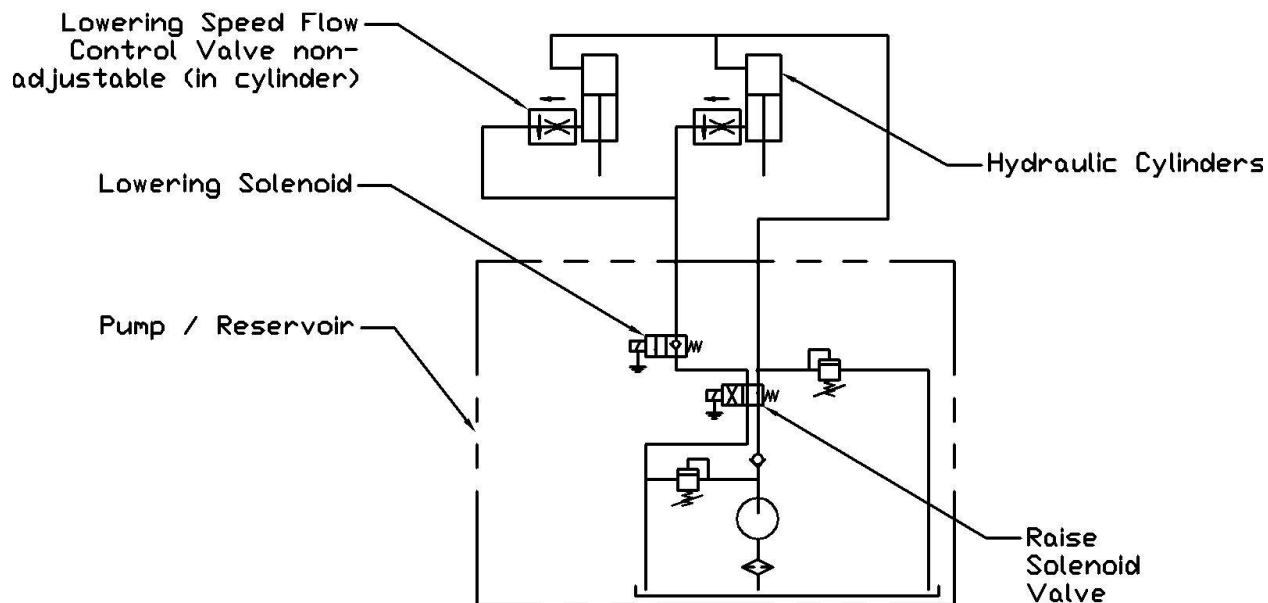 Lowering Speed Flow
Control Valve non-
adjustable (in cylinder)
Hydraulic Cylinders
Lowering Solenoid
Pump / Reservoir
Raise
Solenoid
Valve